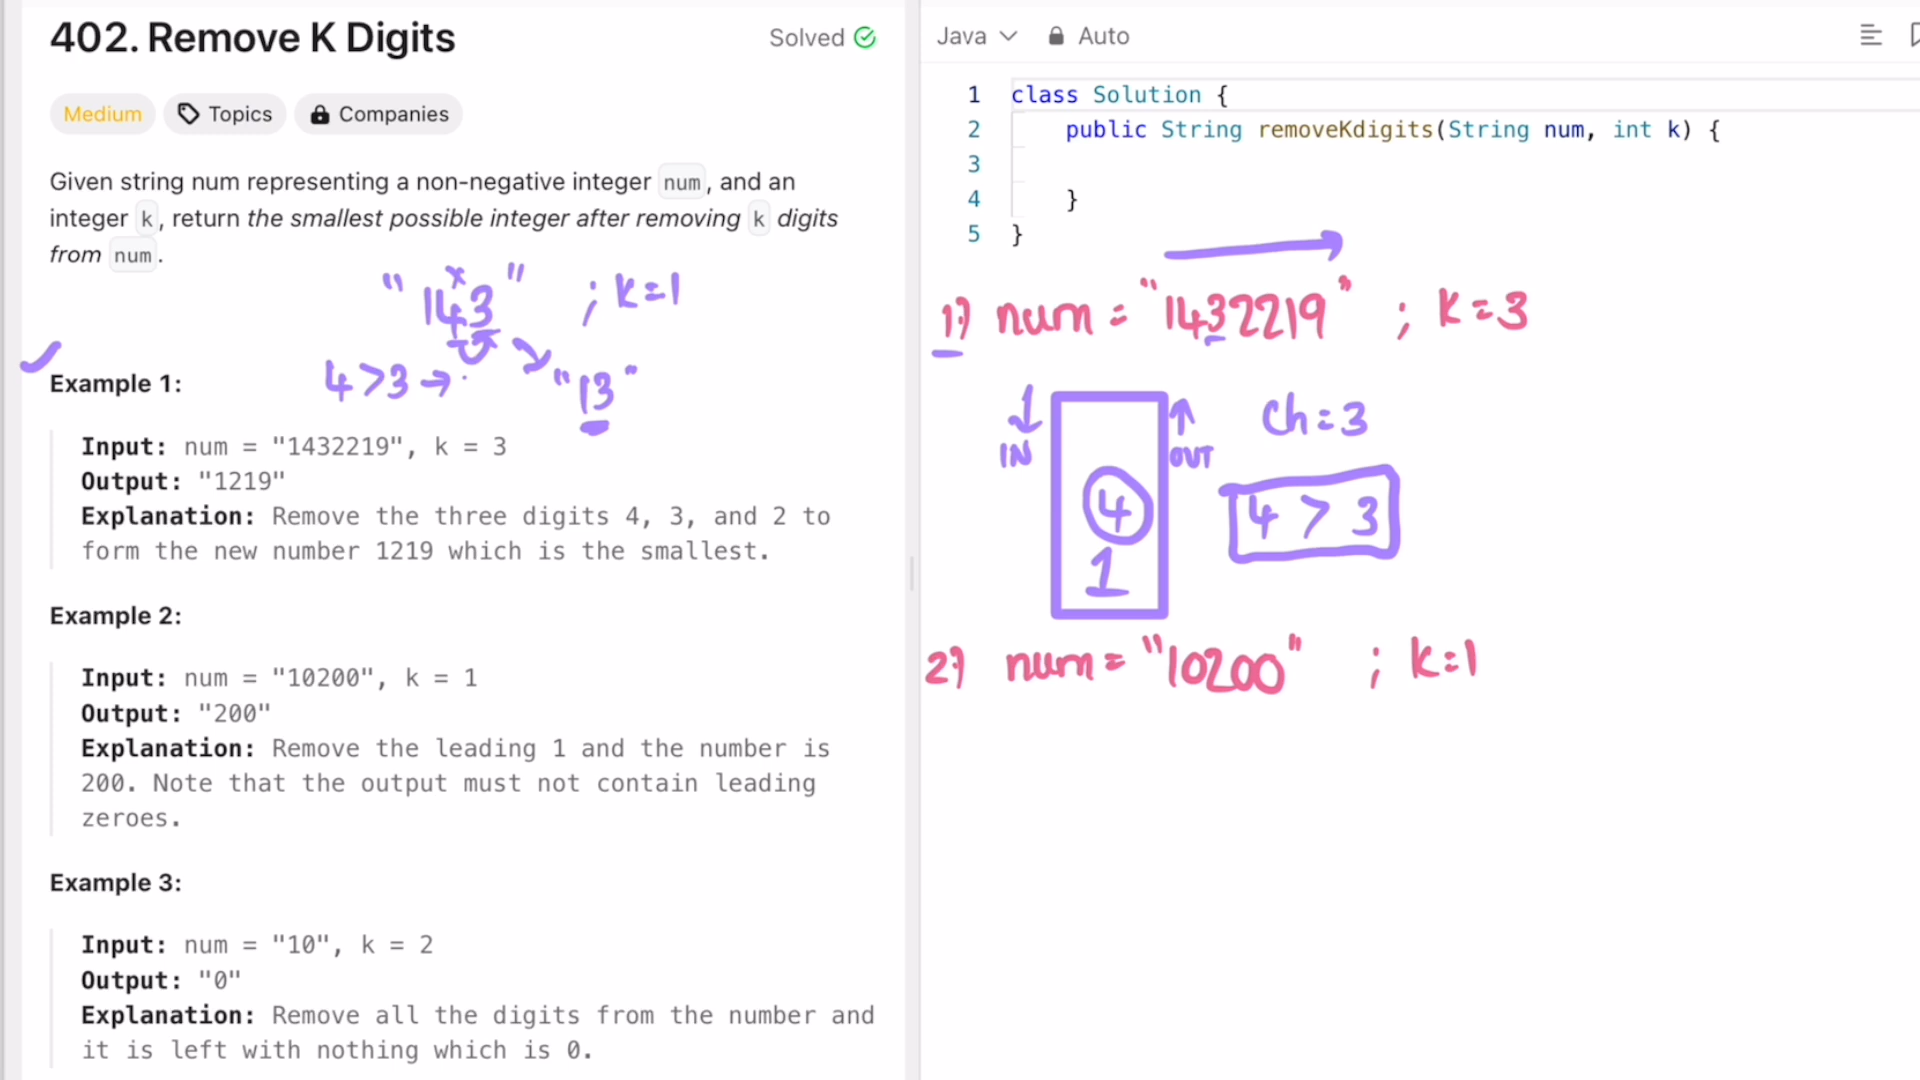 402. Remove K Digits
Solved
Medium
Topics
Companies
Given string num representing a non-negative integer num, and an
integer k, return the smallest possible integer after removing k digits
from num.
"143" ; k=1
x
4>3→
"13"
Example 1:
Input: num = "1432219", k = 3
Output: "1219"
Explanation: Remove the three digits 4, 3, and 2 to
form the new number 1219 which is the smallest.
Example 2:
Input: num = "10200", k = 1
Output: "200"
Explanation: Remove the leading 1 and the number is
200. Note that the output must not contain leading
zeroes.
Example 3:
Input: num = "10", k = 2
Output: "0"
Explanation: Remove all the digits from the number and
it is left with nothing which is 0.
Java
Auto
1 class Solution {
2 public String removeKdigits(String num, int k) {
3
4 }
5 }
1) num = "1432219" ; k=3
IN
OUT
ch=3
4
4 > 3
1
2) num = "10200" ; k=1